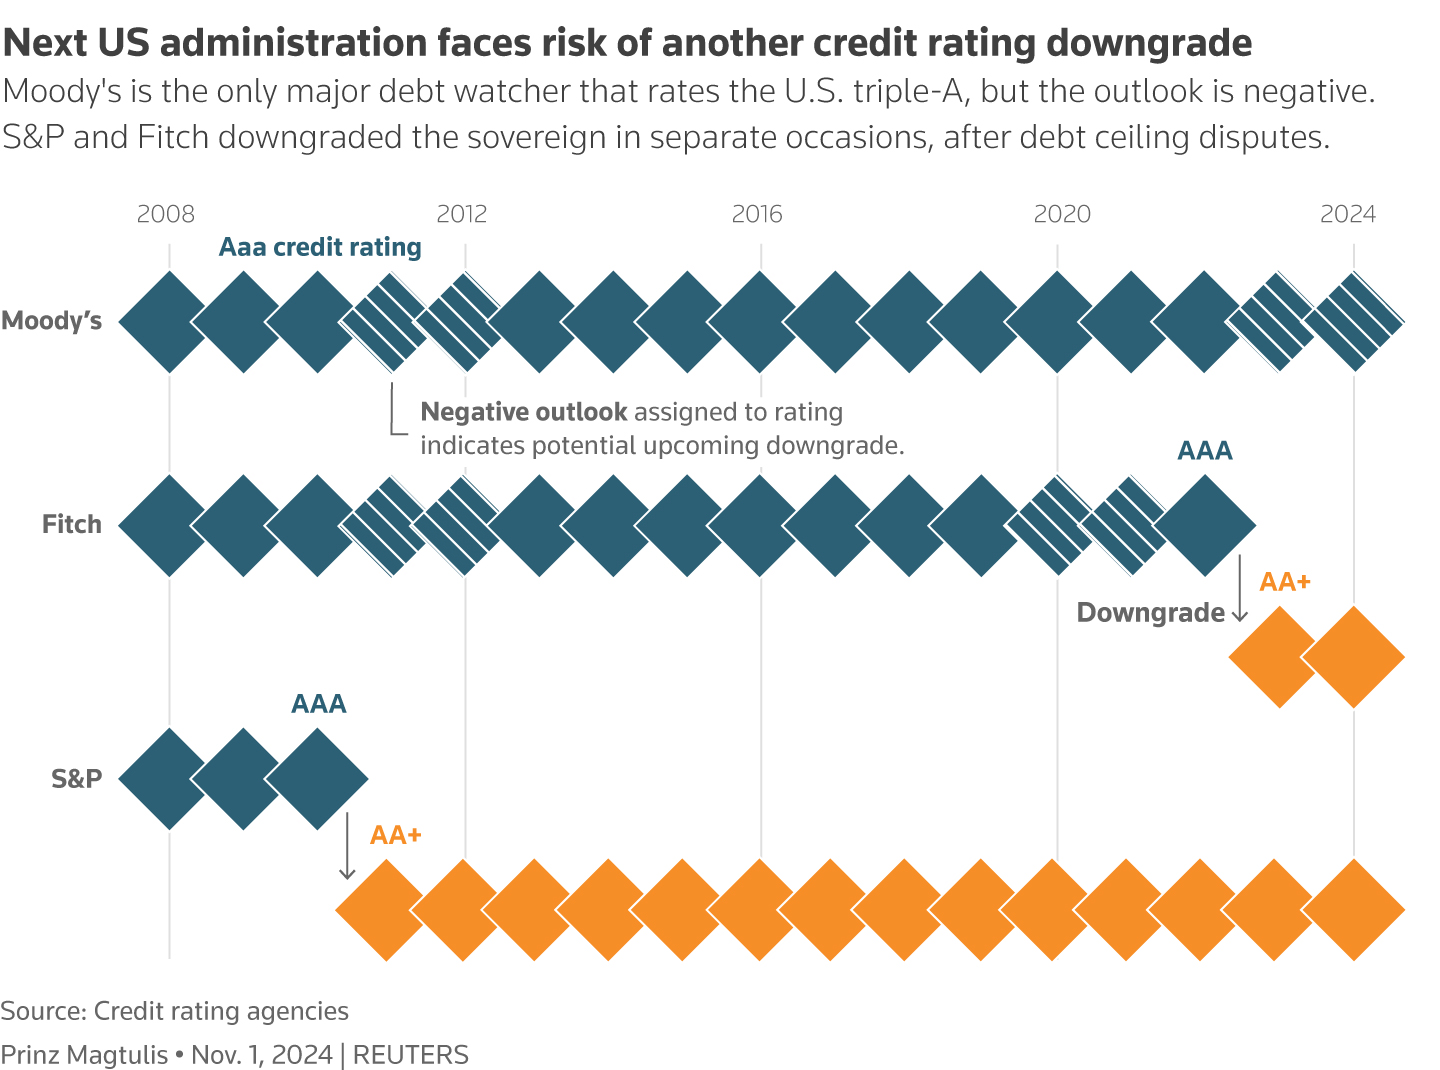 Next US administration faces risk of another credit rating downgrade
Moody's is the only major debt watcher that rates the U.S. triple-A, but the outlook is negative.
S&P and Fitch downgraded the sovereign in separate occasions, after debt ceiling disputes.
2008 2012 2016 2020 2024
Aaa credit rating
Moody’s
Negative outlook assigned to rating
indicates potential upcoming downgrade.
AAA
Fitch
AA+
Downgrade
AAA
S&P
AA+
Source: Credit rating agencies
Prinz Magtulis • Nov. 1, 2024 | REUTERS